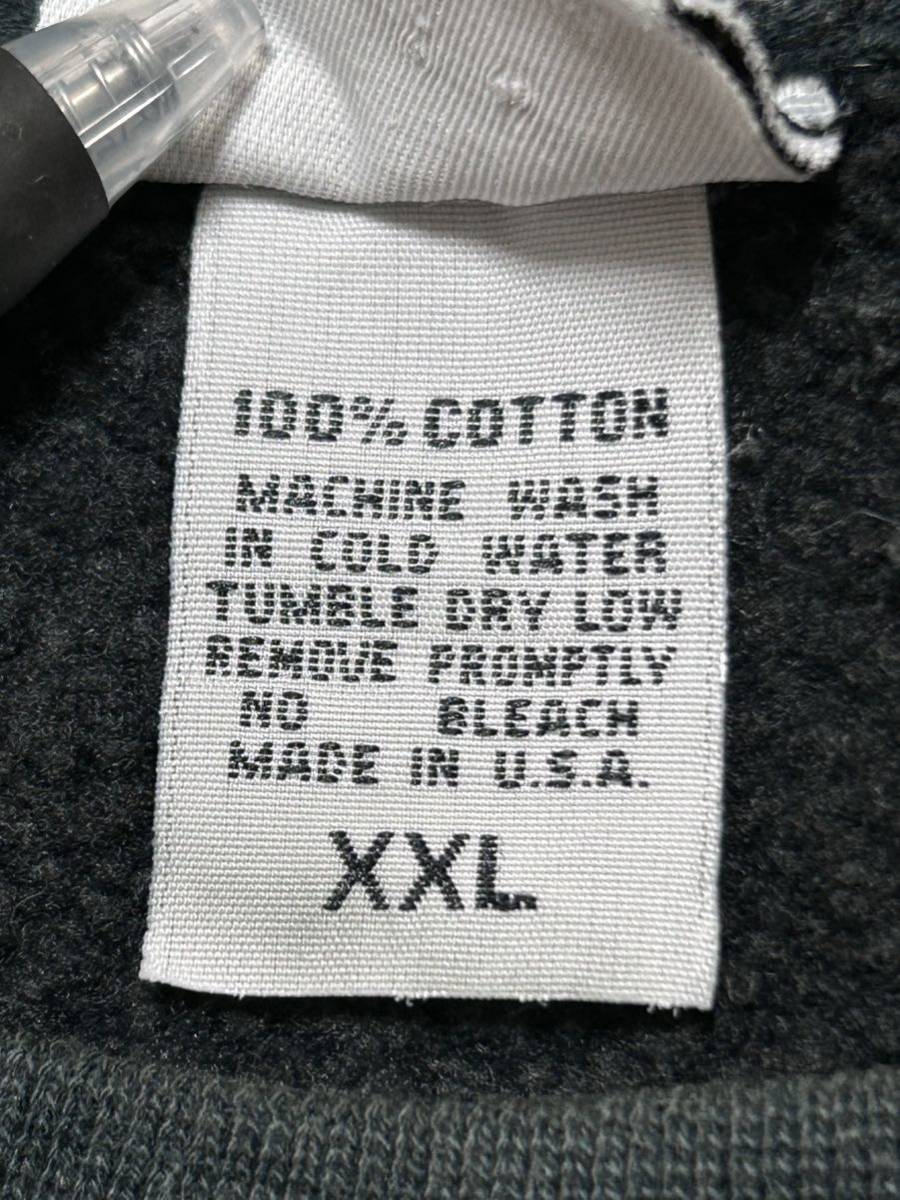 100% COTTON
MACHINE WASH
IN COLD WATER
TUMBLE DRY LOW
REMOVE PROMPTLY
NO BLEACH
MADE IN U.S.A.
XXL